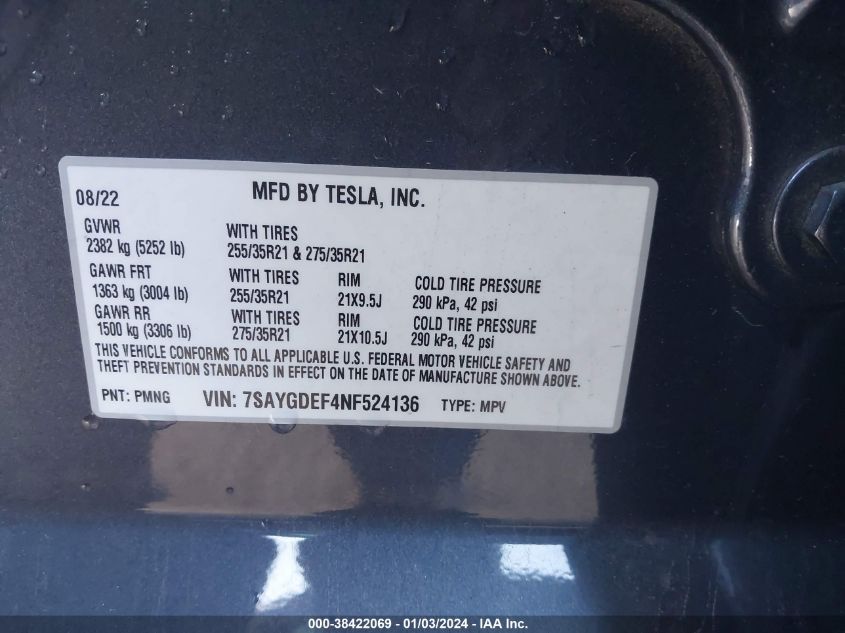 08/22 MFD BY TESLA, INC.
GVWR
2382 kg (5252 lb)
WITH TIRES
255/35R21 & 275/35R21
GAWR FRT WITH TIRES RIM COLD TIRE PRESSURE
1363 kg (3004 lb) 255/35R21 21X9.5J 290 kPa, 42 psi
GAWR RR WITH TIRES RIM COLD TIRE PRESSURE
1500 kg (3306 lb) 275/35R21 21X10.5J 290 kPa, 42 psi
THIS VEHICLE CONFORMS TO ALL APPLICABLE U.S. FEDERAL MOTOR VEHICLE SAFETY AND
THEFT PREVENTION STANDARDS IN EFFECT ON THE DATE OF MANUFACTURE SHOWN ABOVE.
PNT: PMNG VIN: 7SAYGDEF4NF524136 TYPE: MPV
000-38422069 - 01/03/2024 - IAA Inc.